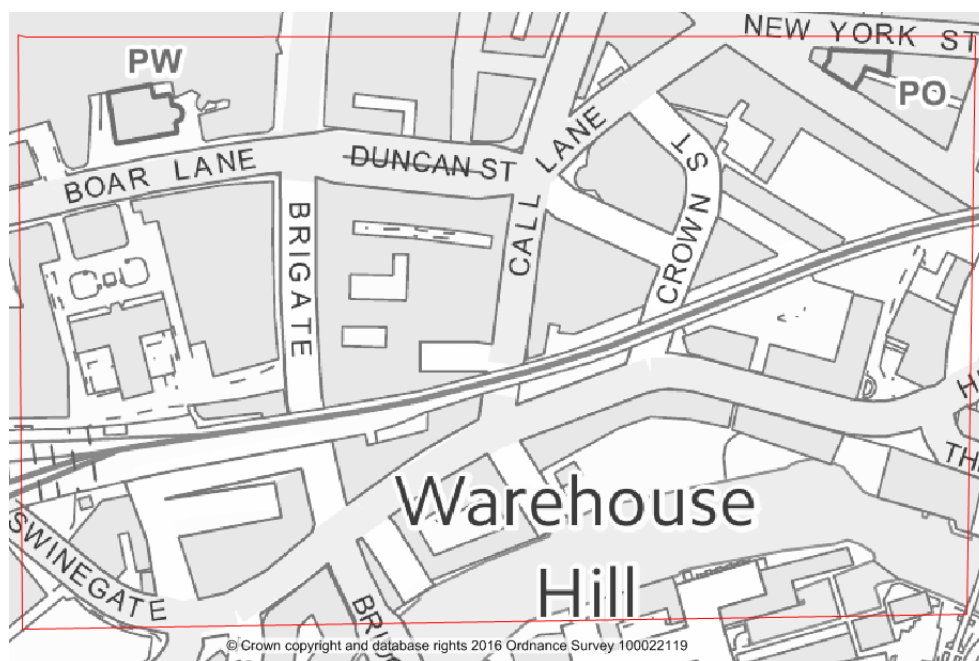 NEW YORK ST
PW
PO
BOAR LANE
DUNCAN ST
CALL LANE
CROWN ST
BRIGATE
Warehouse
Hill
SWINEGATE
© Crown copyright and database rights 2016 Ordnance Survey 100022119